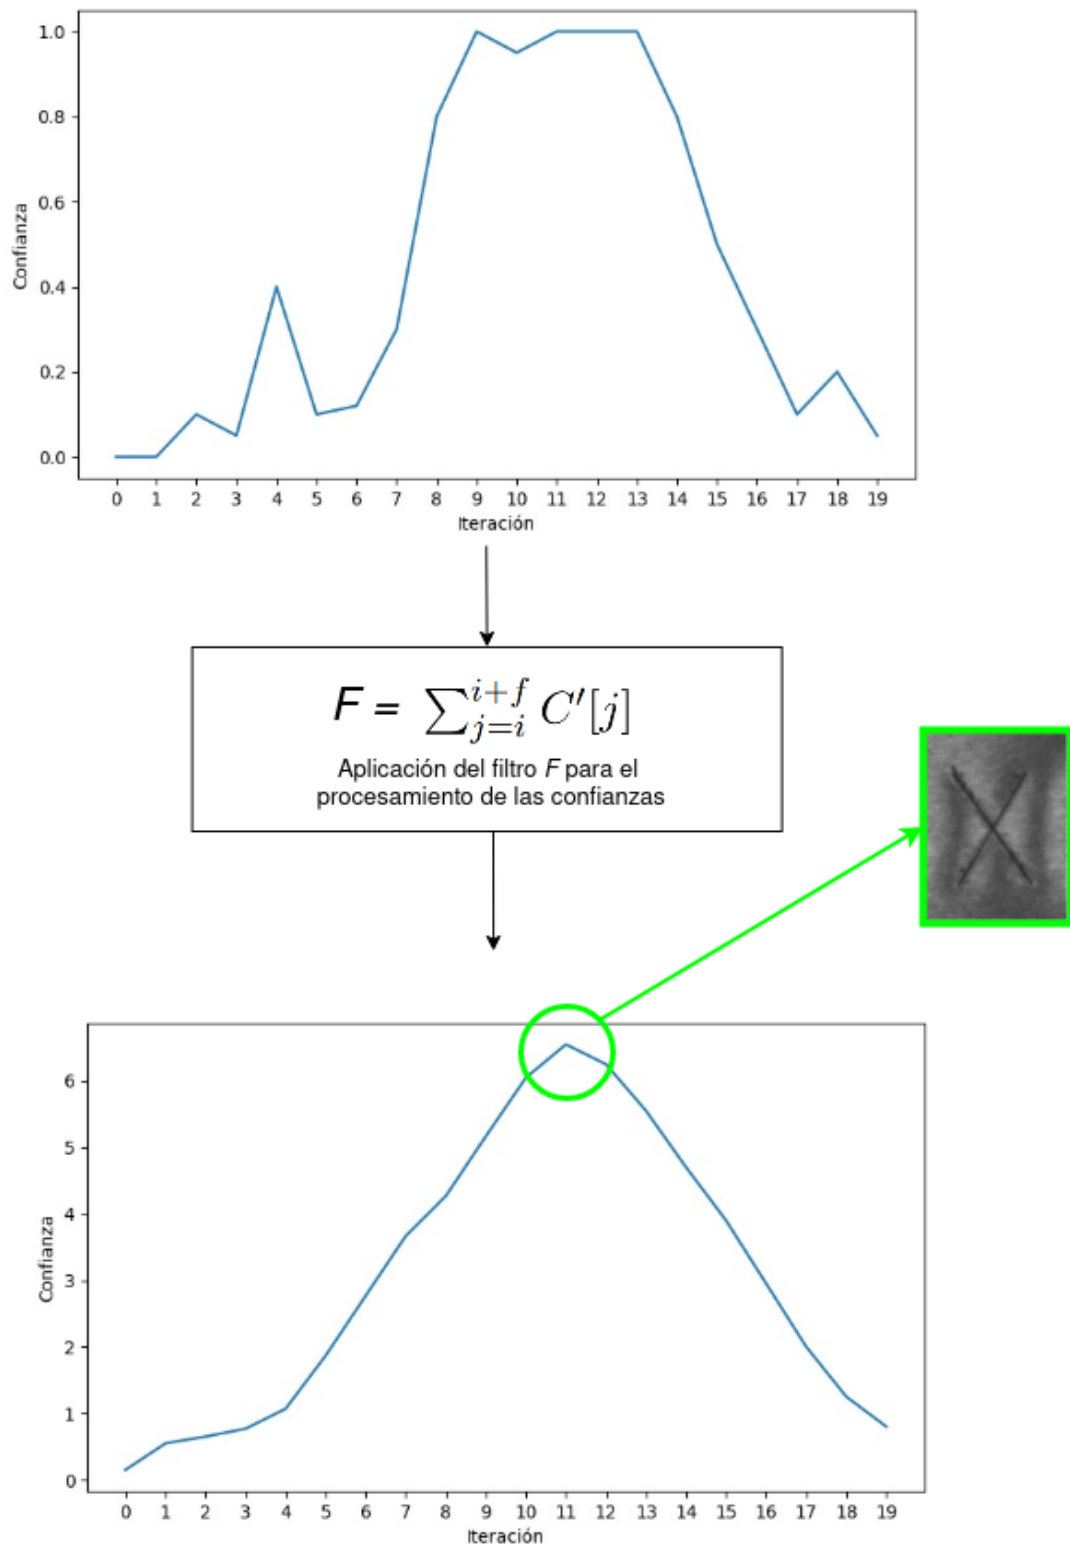 1.0
0.8
0.6
0.4
0.2
0.0
Confianza
0 1 2 3 4 5 6 7 8 9 10 11 12 13 14 15 16 17 18 19
Iteración
F = ∑_{j=i}^{i+f} C′[j]
Aplicación del filtro F para el
procesamiento de las confianzas
6
5
4
3
2
1
0
Confianza
0 1 2 3 4 5 6 7 8 9 10 11 12 13 14 15 16 17 18 19
Iteración